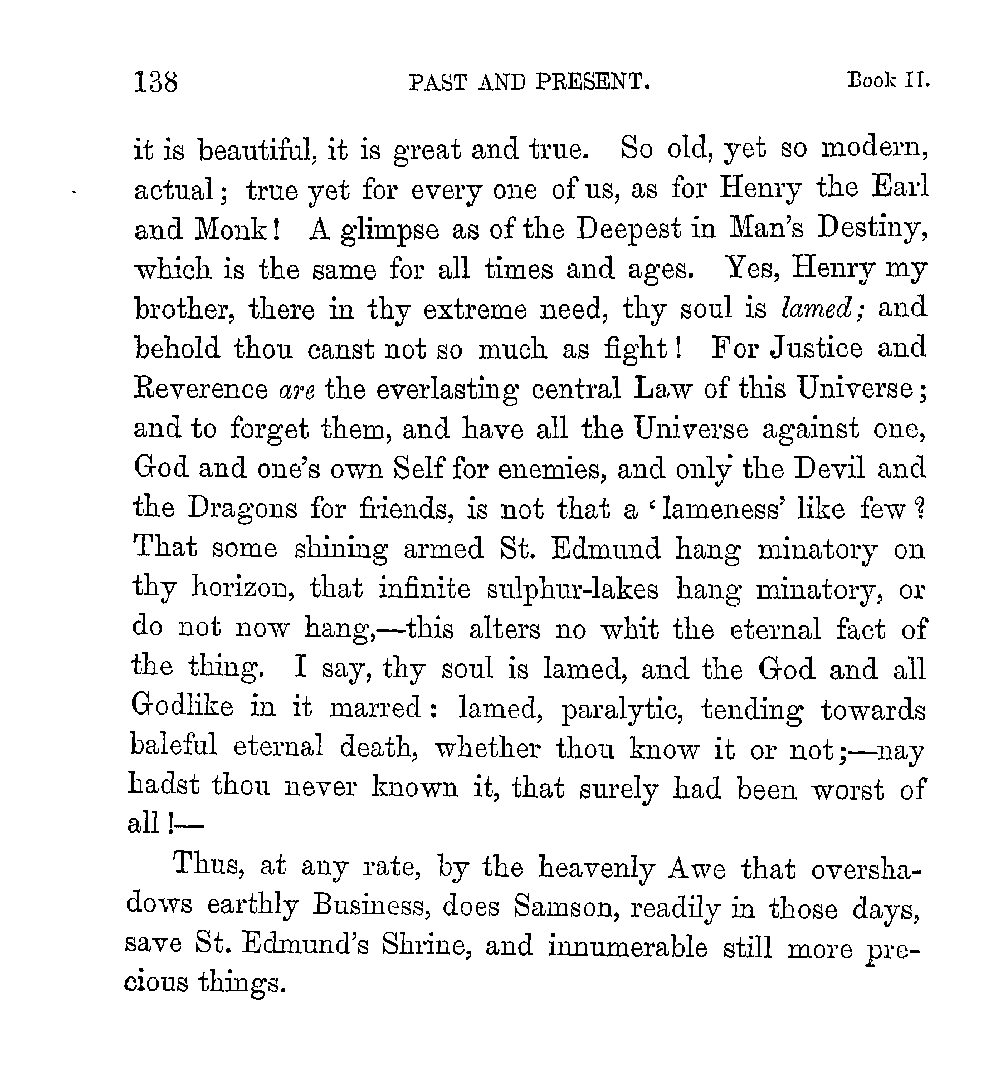 138 PAST AND PRESENT. Book II.
it is beautiful, it is great and true. So old, yet so modern,
actual; true yet for every one of us, as for Henry the Earl
and Monk! A glimpse as of the Deepest in Man's Destiny,
which is the same for all times and ages. Yes, Henry my
brother, there in thy extreme need, thy soul is lamed; and
behold thou canst not so much as fight! For Justice and
Reverence are the everlasting central Law of this Universe;
and to forget them, and have all the Universe against one,
God and one's own Self for enemies, and only the Devil and
the Dragons for friends, is not that a ‘lameness’ like few?
That some shining armed St. Edmund hang minatory on
thy horizon, that infinite sulphur-lakes hang minatory, or
do not now hang,—this alters no whit the eternal fact of
the thing. I say, thy soul is lamed, and the God and all
Godlike in it marred: lamed, paralytic, tending towards
baleful eternal death, whether thou know it or not;—nay
hadst thou never known it, that surely had been worst of
all!—
Thus, at any rate, by the heavenly Awe that oversha-
dows earthly Business, does Samson, readily in those days,
save St. Edmund's Shrine, and innumerable still more pre-
cious things.